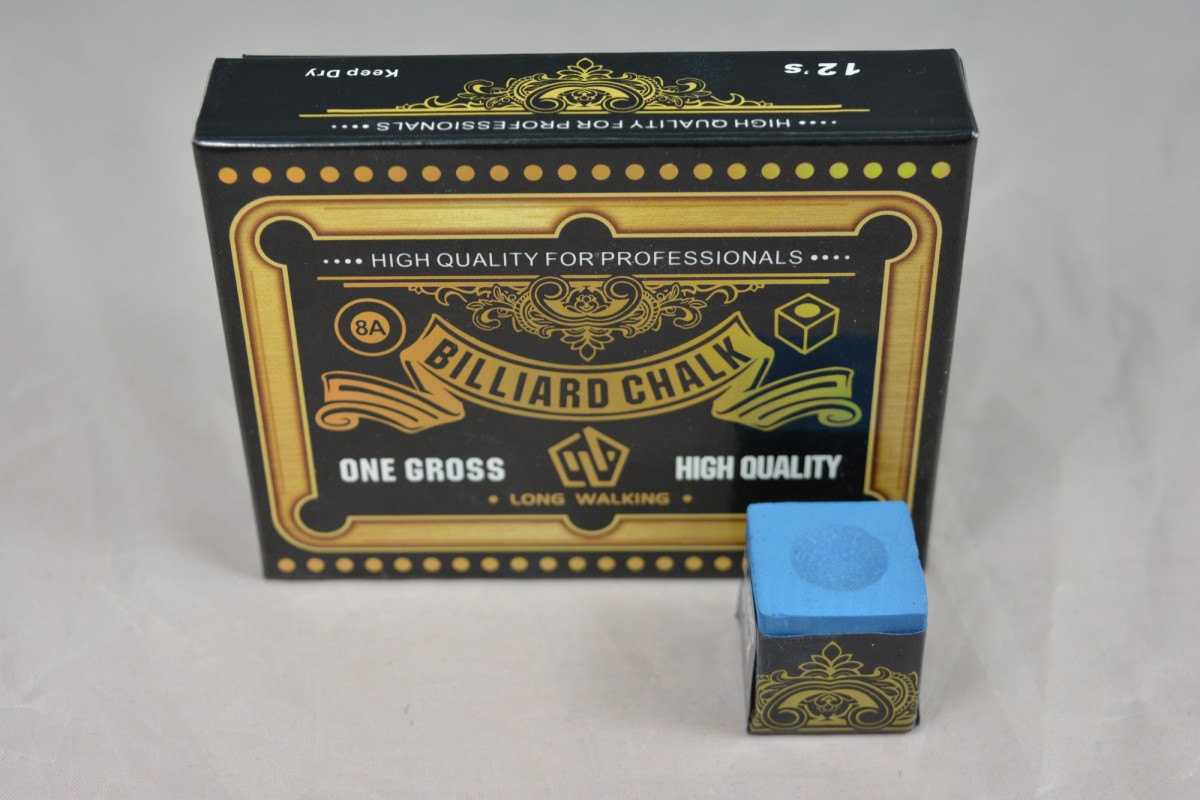 12's
Keep Dry
•••• HIGH QUALITY FOR PROFESSIONALS ••••
•••• HIGH QUALITY FOR PROFESSIONALS ••••
8A
BILLIARD CHALK
ONE GROSS
HIGH QUALITY
• LONG WALKING •